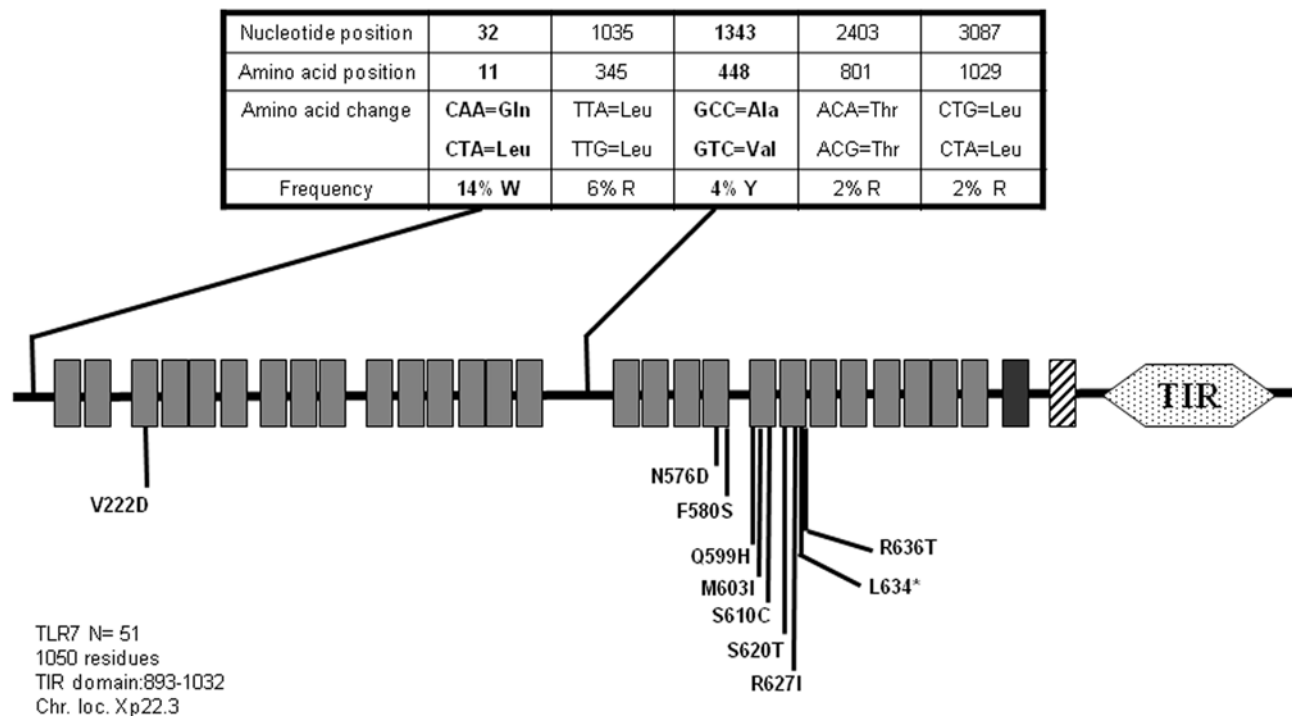 Nucleotide position 32 1035 1343 2403 3087
Amino acid position 11 345 448 801 1029
Amino acid change CAA=Gln TTA=Leu GCC=Ala ACA=Thr CTG=Leu
CTA=Leu TTG=Leu GTC=Val ACG=Thr CTA=Leu
Frequency 14% W 6% R 4% Y 2% R 2% R
TIR
V222D
N576D
F580S
Q599H
M603I
S610C
S620T
R627I
R636T
L634*
TLR7 N= 51
1050 residues
TIR domain:893-1032
Chr. loc. Xp22.3